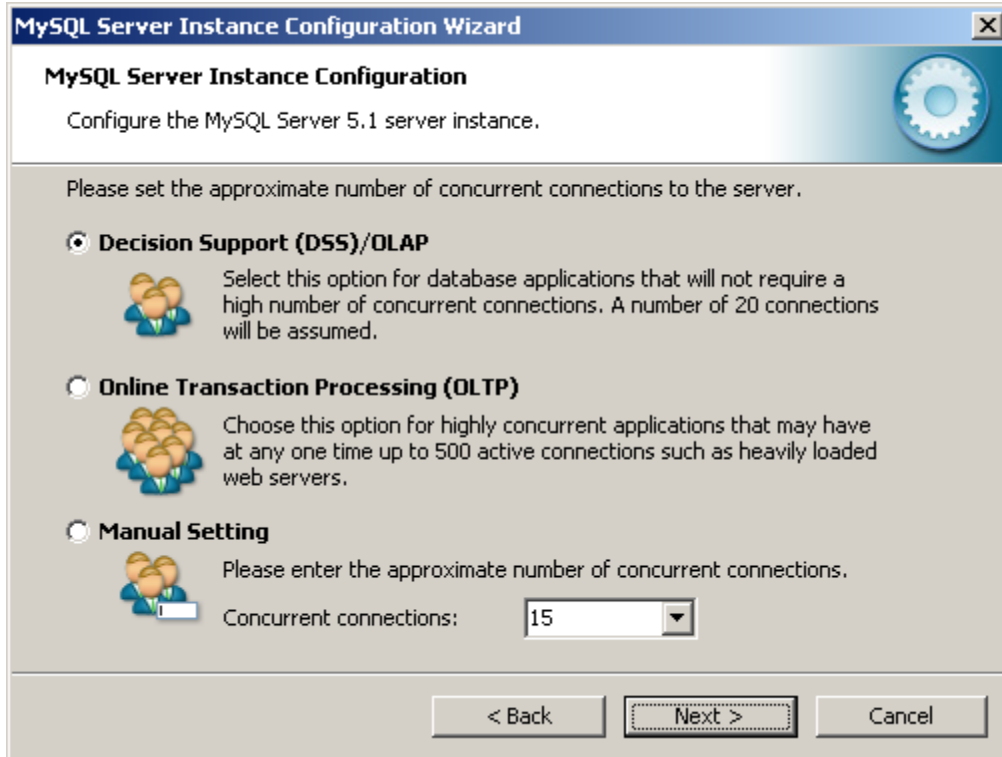 MySQL Server Instance Configuration Wizard
MySQL Server Instance Configuration
Configure the MySQL Server 5.1 server instance.
Please set the approximate number of concurrent connections to the server.
Decision Support (DSS)/OLAP
Select this option for database applications that will not require a
high number of concurrent connections. A number of 20 connections
will be assumed.
Online Transaction Processing (OLTP)
Choose this option for highly concurrent applications that may have
at any one time up to 500 active connections such as heavily loaded
web servers.
Manual Setting
Please enter the approximate number of concurrent connections.
Concurrent connections: 15
< Back Next > Cancel